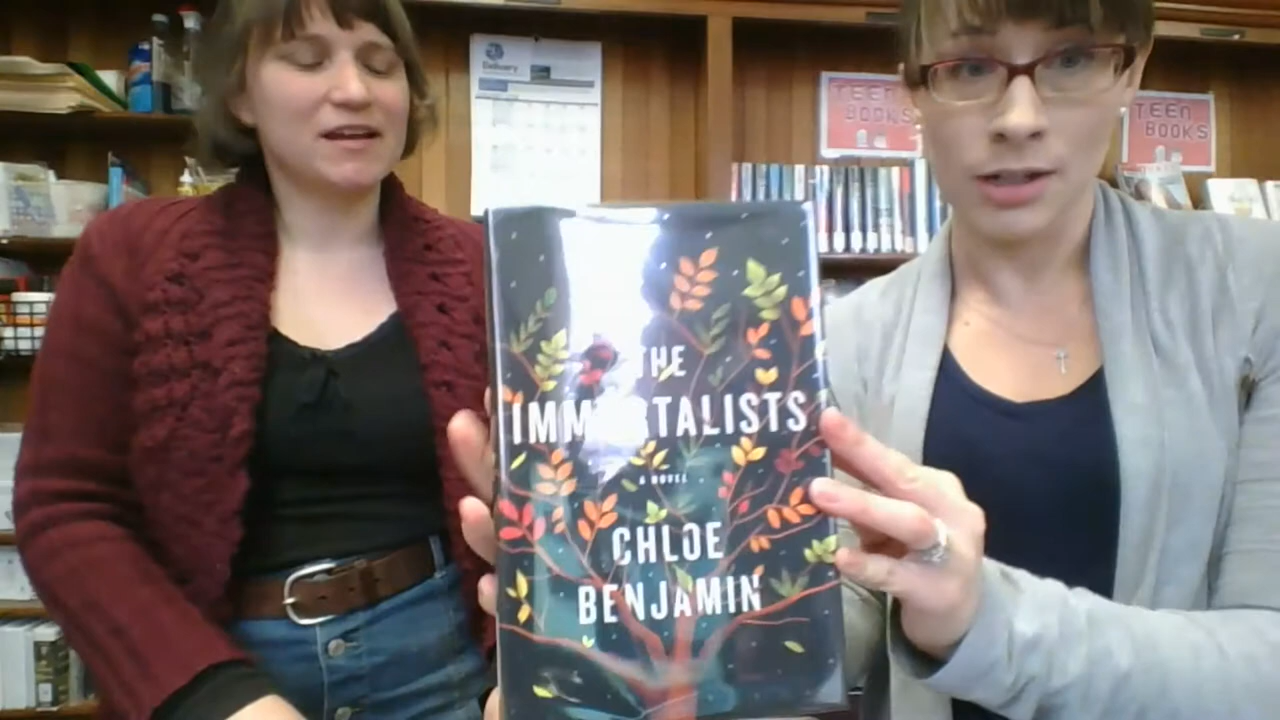 Delivery
TEEN
BOOKS
TEEN
BOOKS
THE
IMMORTALISTS
A NOVEL
CHLOE
BENJAMIN